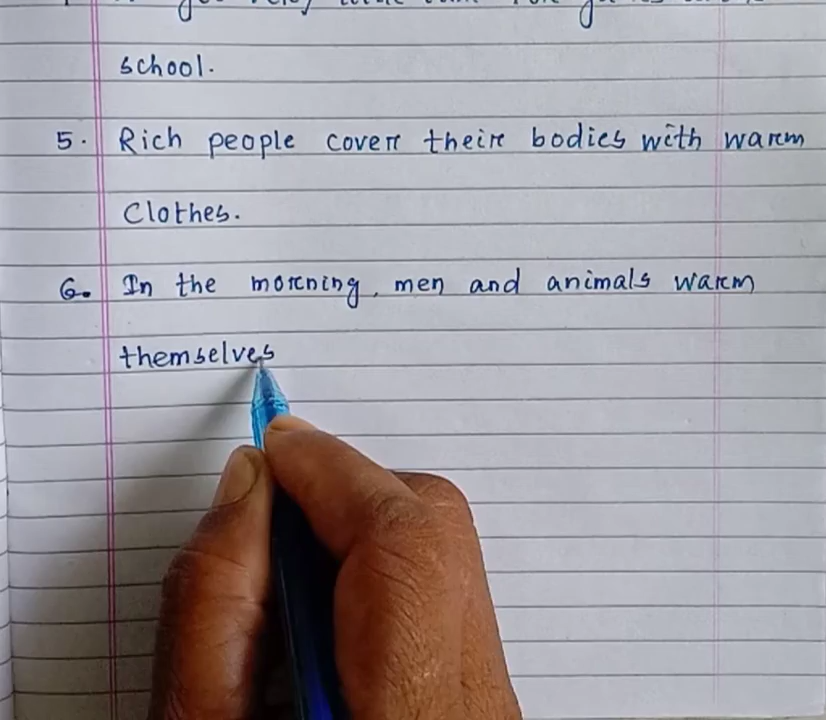 school.
5. Rich people cover their bodies with warm
Clothes.
6. In the morning, men and animals warm
themselves